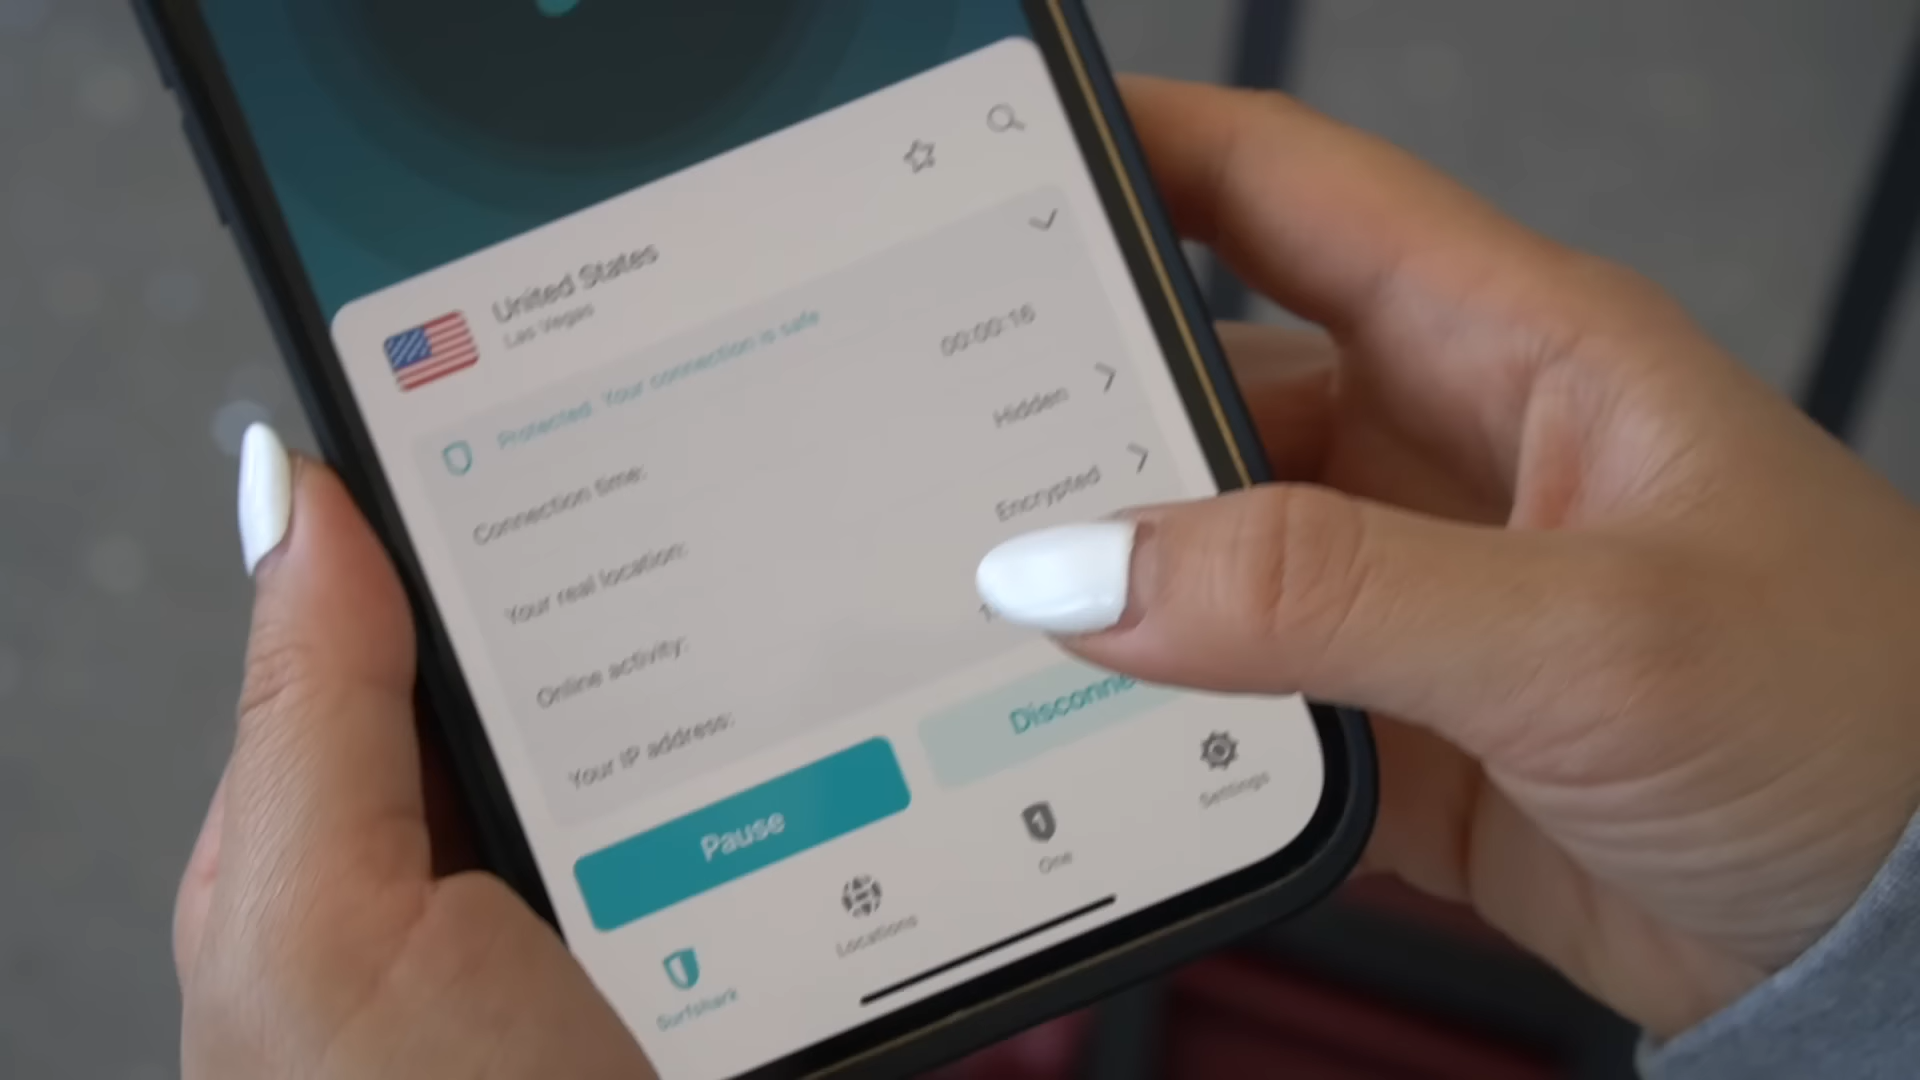 United States
Las Vegas
Protected. Your connection is safe
Connection time:
00:00:16
Your real location:
Hidden
Online activity:
Encrypted
Your IP address:
Pause
Disconne
Surfshark
Locations
One
Settings